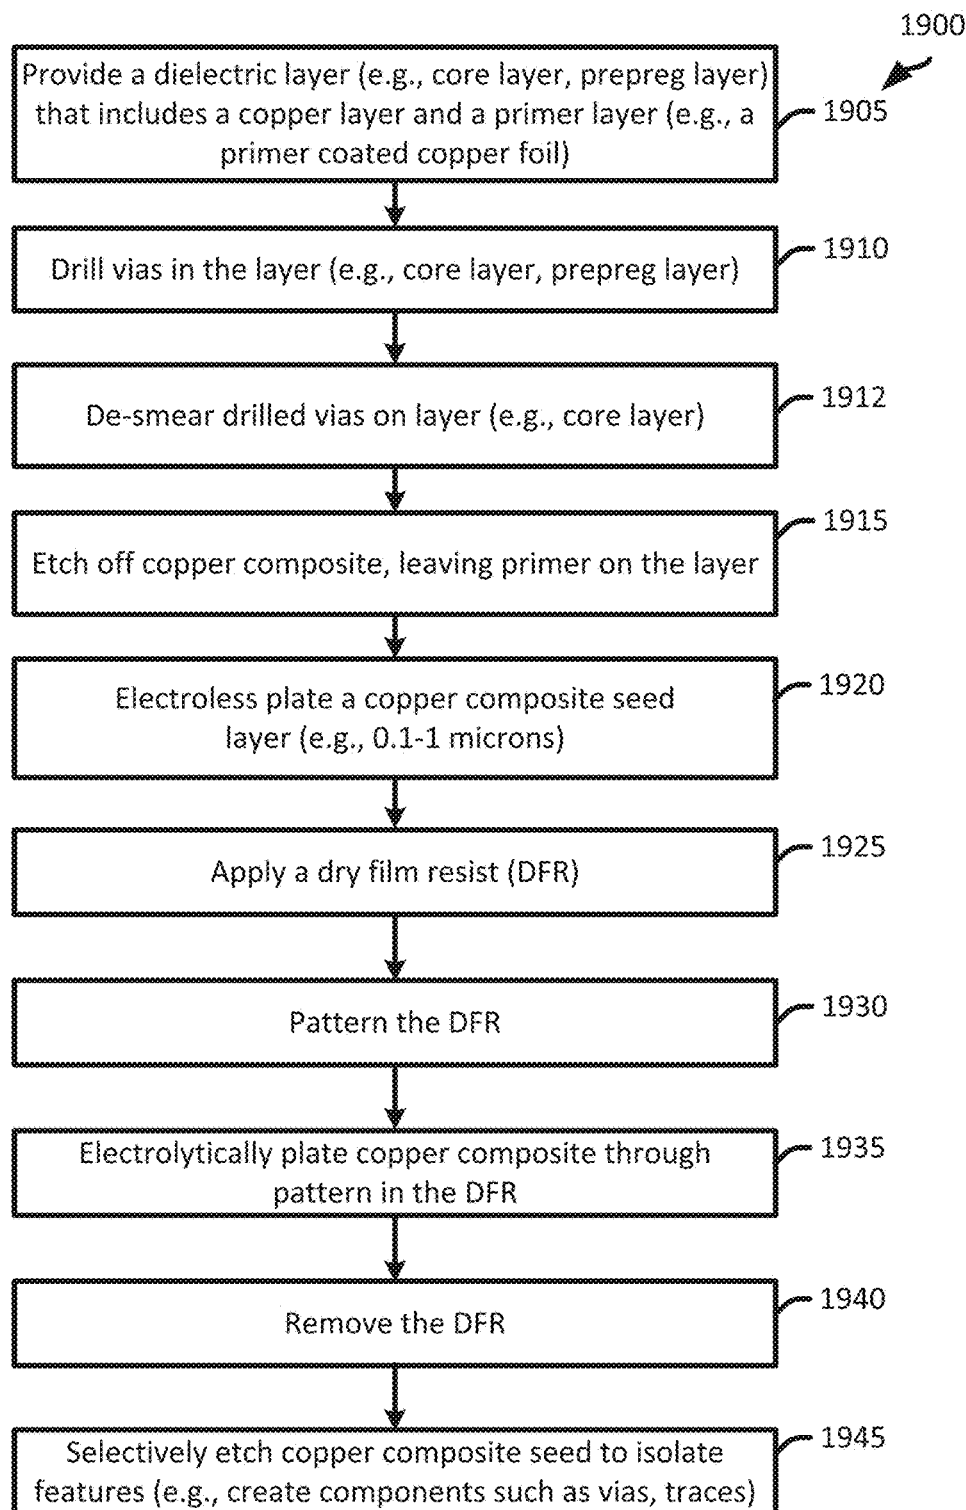 1900
Provide a dielectric layer (e.g., core layer, prepreg layer)
that includes a copper layer and a primer layer (e.g., a
primer coated copper foil)
1905
Drill vias in the layer (e.g., core layer, prepreg layer)
1910
De-smear drilled vias on layer (e.g., core layer)
1912
Etch off copper composite, leaving primer on the layer
1915
Electroless plate a copper composite seed
layer (e.g., 0.1-1 microns)
1920
Apply a dry film resist (DFR)
1925
Pattern the DFR
1930
Electrolytically plate copper composite through
pattern in the DFR
1935
Remove the DFR
1940
Selectively etch copper composite seed to isolate
features (e.g., create components such as vias, traces)
1945